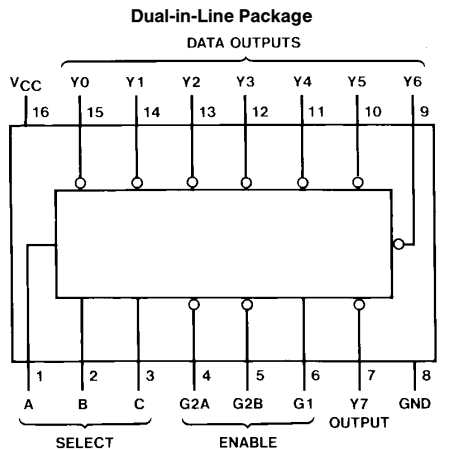 Dual-in-Line Package
DATA OUTPUTS
VCC Y0 Y1 Y2 Y3 Y4 Y5 Y6
16 15 14 13 12 11 10 9
1 2 3 4 5 6 7 8
A B C G2A G2B G1 Y7 GND
OUTPUT
SELECT ENABLE